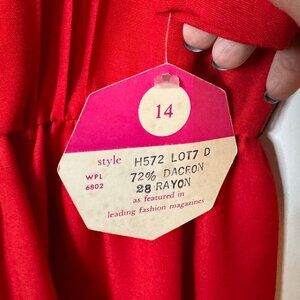 14
style H572 LOT7 D
WPL 72% DACRON
6802 28 RAYON
as featured in
leading fashion magazines